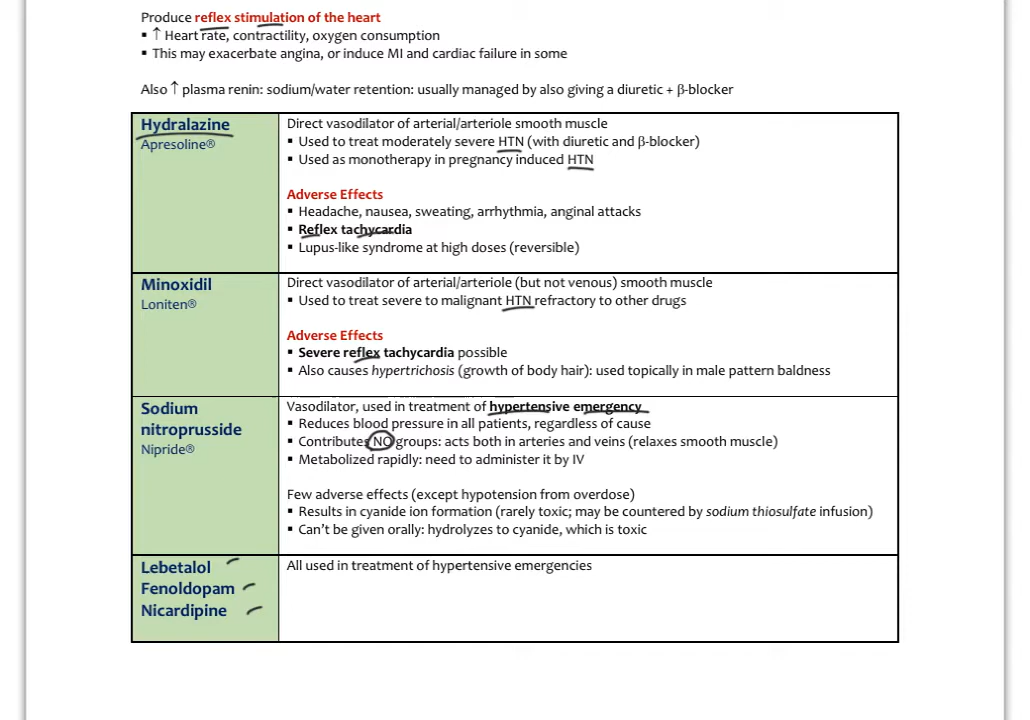 Produce reflex stimulation of the heart
▪ ↑ Heart rate, contractility, oxygen consumption
▪ This may exacerbate angina, or induce MI and cardiac failure in some
Also ↑ plasma renin: sodium/water retention: usually managed by also giving a diuretic + β-blocker
Hydralazine
Apresoline®
Direct vasodilator of arterial/arteriole smooth muscle
▪ Used to treat moderately severe HTN (with diuretic and β-blocker)
▪ Used as monotherapy in pregnancy induced HTN
Adverse Effects
▪ Headache, nausea, sweating, arrhythmia, anginal attacks
▪ Reflex tachycardia
▪ Lupus-like syndrome at high doses (reversible)
Minoxidil
Loniten®
Direct vasodilator of arterial/arteriole (but not venous) smooth muscle
▪ Used to treat severe to malignant HTN refractory to other drugs
Adverse Effects
▪ Severe reflex tachycardia possible
▪ Also causes hypertrichosis (growth of body hair): used topically in male pattern baldness
Sodium
nitroprusside
Nipride®
Vasodilator, used in treatment of hypertensive emergency
▪ Reduces blood pressure in all patients, regardless of cause
▪ Contributes NO groups: acts both in arteries and veins (relaxes smooth muscle)
▪ Metabolized rapidly: need to administer it by IV
Few adverse effects (except hypotension from overdose)
▪ Results in cyanide ion formation (rarely toxic; may be countered by sodium thiosulfate infusion)
▪ Can't be given orally: hydrolyzes to cyanide, which is toxic
Lebetalol
Fenoldopam
Nicardipine
All used in treatment of hypertensive emergencies